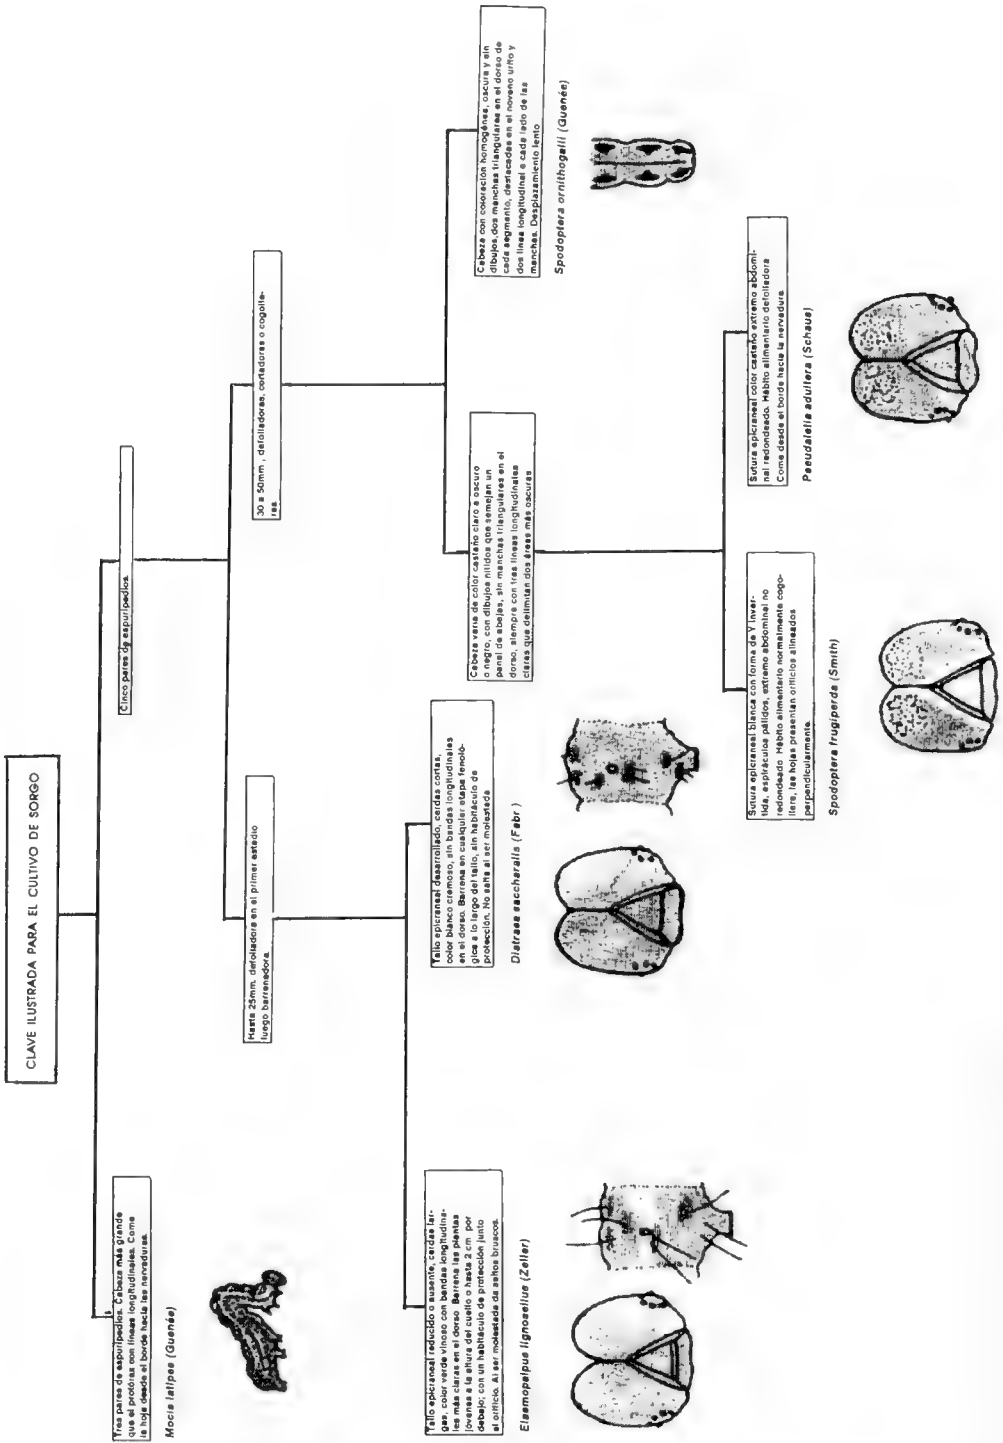 CLAVE ILUSTRADA PARA EL CULTIVO DE SORGO
Tres pares de espuripedios. Cabeza más grande
que el protórax con líneas longitudinales. Come
la hoja desde el borde hacia las nervaduras.
Mocis latipes (Guenée)
Cinco pares de espuripedios.
Hasta 25mm, defoliadora en el primer estadio
luego barrenadora.
30 a 50mm, defoliadoras, cortadoras o cogolle-
ras
Tallo epicraneal reducido o ausente, cerdas lar-
gas, color verde vinoso con bandas longitudina-
les más claras en el dorso. Barrena las plantas
jóvenes a la altura del cuello o hasta 2 cm por
debajo; con un habitáculo de protección junto
al orificio. Al ser molestada da saltos bruscos.
Elasmopalpus lignosellus (Zeller)
Tallo epicraneal desarrollado, cerdas cortas,
color blanco cremoso, sin bandas longitudinales
en el dorso. Barrena en cualquier etapa fenoló-
gica a lo largo del tallo, sin habitáculo de
protección. No salta al ser molestada
Diatraea saccharalis (Fabr.)
Cabeza varía de color castaño claro a oscuro
o negro, con dibujos nítidos que semejan un
panal de abejas, sin manchas triangulares en el
dorso, siempre con tres líneas longitudinales
claras que delimitan dos áreas más oscuras
Cabeza con coloración homogénea, oscura y sin
dibujos, dos manchas triangulares en el dorso de
cada segmento, destacadas en el noveno urito y
dos línea longitudinal a cada lado de las
manchas. Desplazamiento lento
Spodoptera ornithogalli (Guenée)
Sutura epicraneal blanca con forma de Y inver-
tida, espiráculos pálidos, extremo abdominal no
redondeado. Hábito alimentario normalmente cogo-
llero, las hojas presentan orificios alineados
perpendicularmente.
Spodoptera frugiperda (Smith)
Sutura epicraneal color castaño extremo abdomi-
nal redondeado. Hábito alimentario defoliadora
Come desde el borde hacia la nervadura.
Pseudaletia adultera (Schaus)